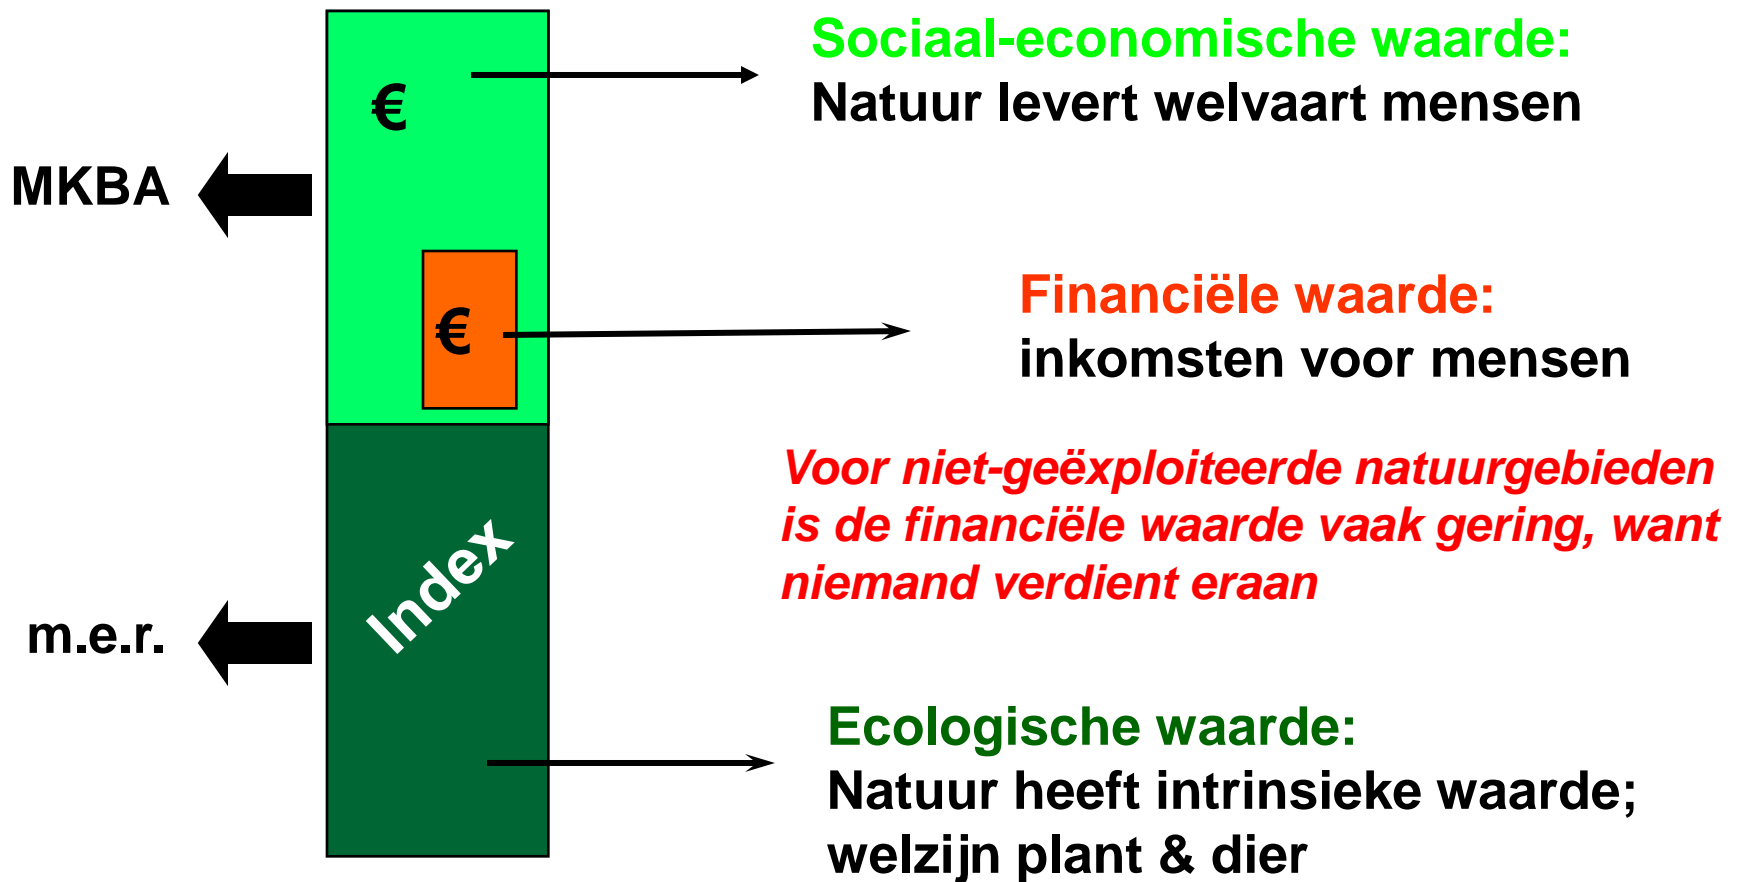 Sociaal-economische waarde:
Natuur levert welvaart mensen
€
MKBA
Financiële waarde:
inkomsten voor mensen
€
Voor niet-geëxploiteerde natuurgebieden
is de financiële waarde vaak gering, want
niemand verdient eraan
Index
m.e.r.
Ecologische waarde:
Natuur heeft intrinsieke waarde;
welzijn plant & dier